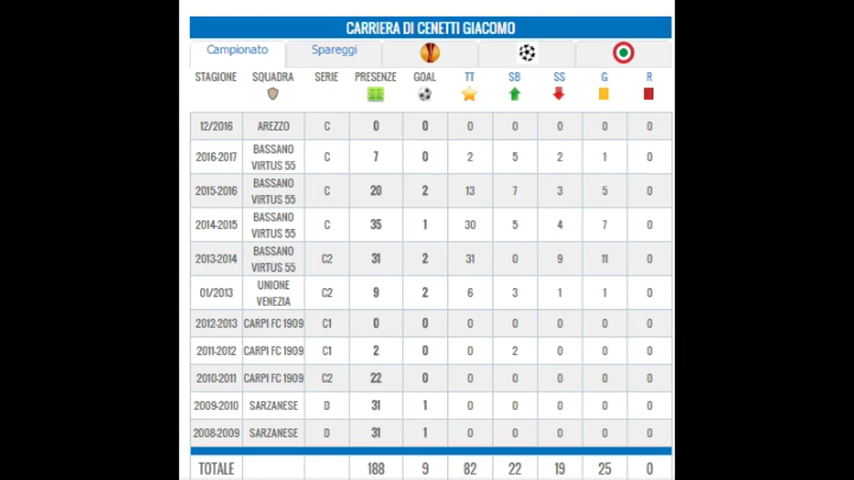 CARRIERA DI CENETTI GIACOMO
Campionato Spareggi
STAGIONE SQUADRA SERIE PRESENZE GOAL TT SB SS G R
12/2016 AREZZO C 0 0 0 0 0 0 0
2016-2017 BASSANO VIRTUS 55 C 7 0 2 5 2 1 0
2015-2016 BASSANO VIRTUS 55 C 20 2 13 7 3 5 0
2014-2015 BASSANO VIRTUS 55 C 35 1 30 5 4 7 0
2013-2014 BASSANO VIRTUS 55 C2 31 2 31 0 9 11 0
01/2013 UNIONE VENEZIA C2 9 2 6 3 1 1 0
2012-2013 CARPI FC 1909 C1 0 0 0 0 0 0 0
2011-2012 CARPI FC 1909 C1 2 0 0 2 0 0 0
2010-2011 CARPI FC 1909 C2 22 0 0 0 0 0 0
2009-2010 SARZANESE D 31 1 0 0 0 0 0
2008-2009 SARZANESE D 31 1 0 0 0 0 0
TOTALE 188 9 82 22 19 25 0